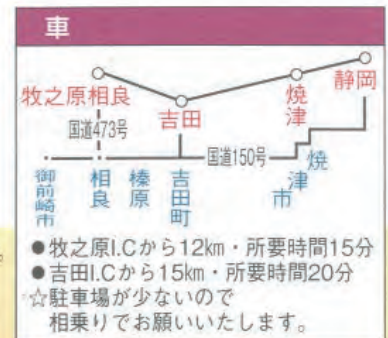 車
静岡
牧之原相良
吉田
焼津
国道473号
国道150号
御前崎市
相良
榛原
吉田町
焼津市
●牧之原I.Cから12㎞・所要時間15分
●吉田I.Cから15㎞・所要時間20分
☆駐車場が少ないので
相乗りでお願いいたします。